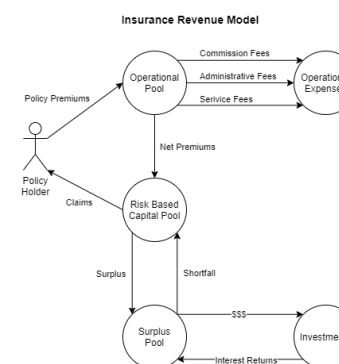 Insurance Revenue Model
Commission Fees
Operational
Pool
Administrative Fees
Operation
Expense
Serivice Fees
Policy Premiums
Net Premiums
Policy
Holder
Claims
Risk Based
Capital Pool
Surplus
Shortfall
$$$
Surplus
Pool
Investme
Interest Returns